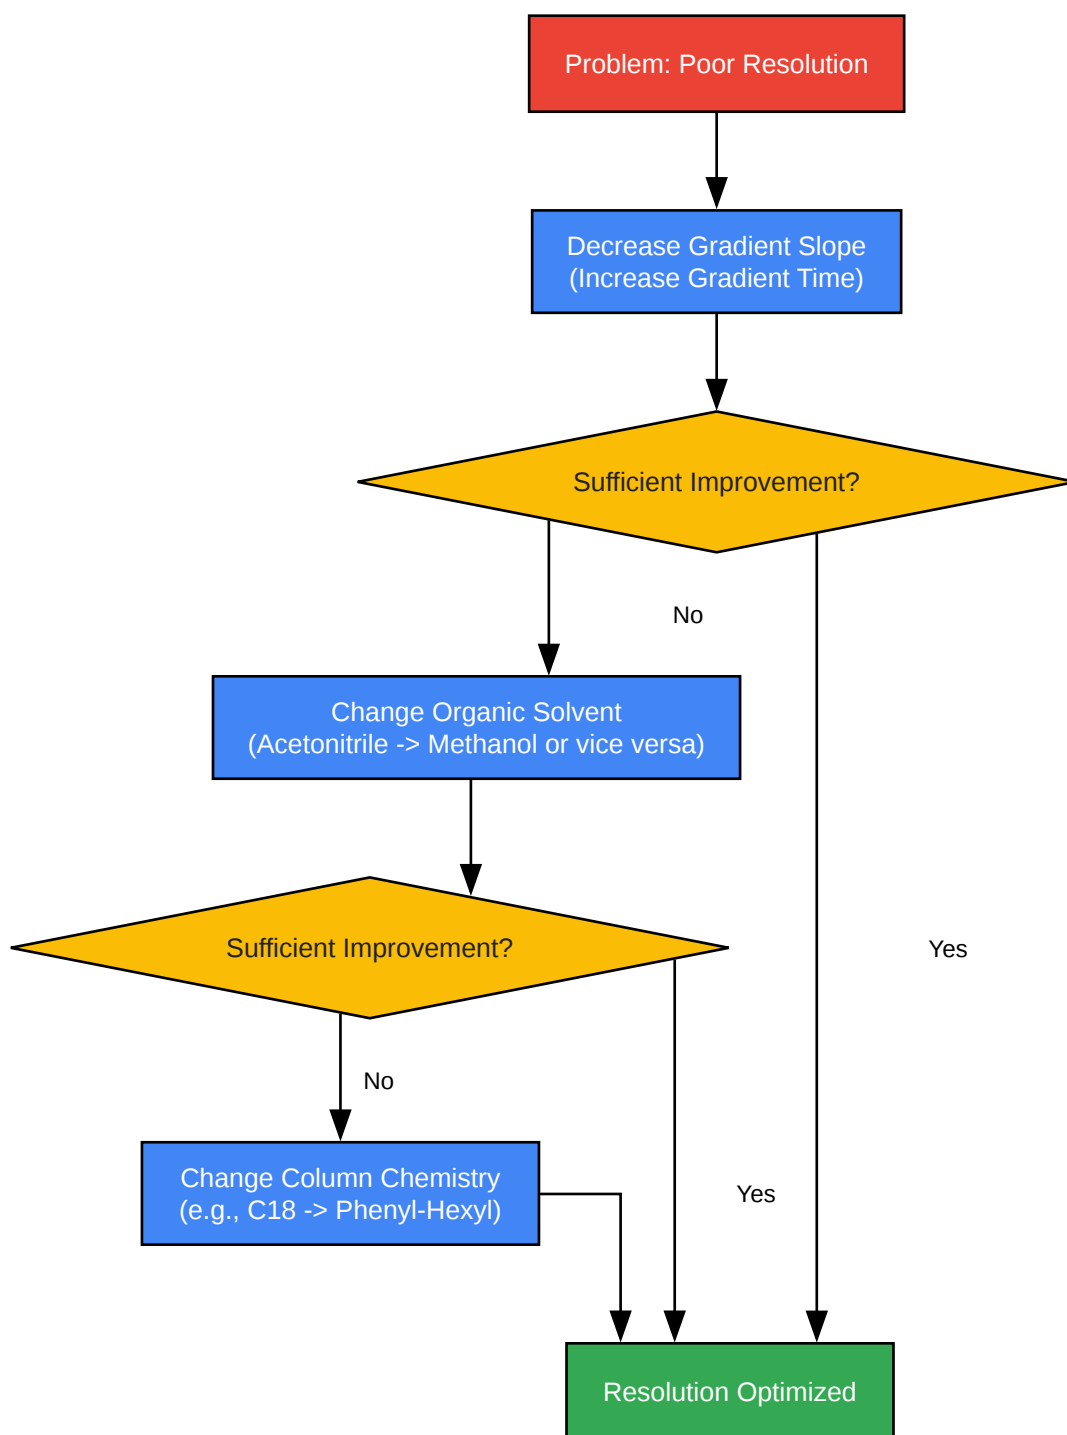 Problem: Poor Resolution
Decrease Gradient Slope
(Increase Gradient Time)
Sufficient Improvement?
No
Change Organic Solvent
(Acetonitrile -> Methanol or vice versa)
Sufficient Improvement?
Yes
No
Change Column Chemistry
(e.g., C18 -> Phenyl-Hexyl)
Yes
Resolution Optimized